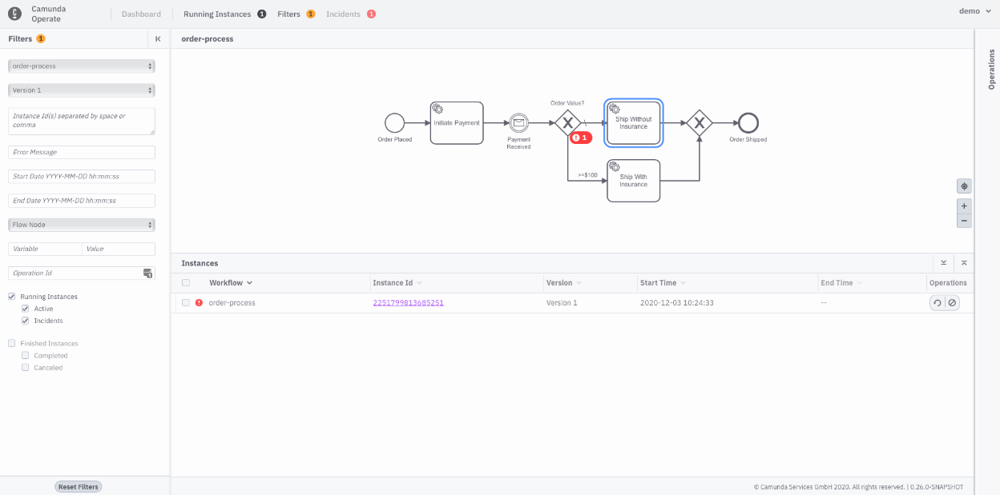 Camunda
Operate
Dashboard
Running Instances 1
Filters 1
Incidents 1
demo
Filters 1
order-process
Version 1
Instance Id(s) separated by space or
comma
Error Message
Start Date YYYY-MM-DD hh:mm:ss
End Date YYYY-MM-DD hh:mm:ss
Flow Node
Variable
Value
Operation Id
Running Instances
Active
Incidents
Finished Instances
Completed
Canceled
Reset Filters
order-process
Order Placed
Initiate Payment
Payment
Received
Order Value?
1
Ship Without
Insurance
>=$100
Ship With
Insurance
Order Shipped
+
−
Operations
Instances
Workflow
Instance Id
Version
Start Time
End Time
Operations
order-process
2251799813685251
Version 1
2020-12-03 10:24:33
--
© Camunda Services GmbH 2020. All rights reserved. | 0.26.0-SNAPSHOT